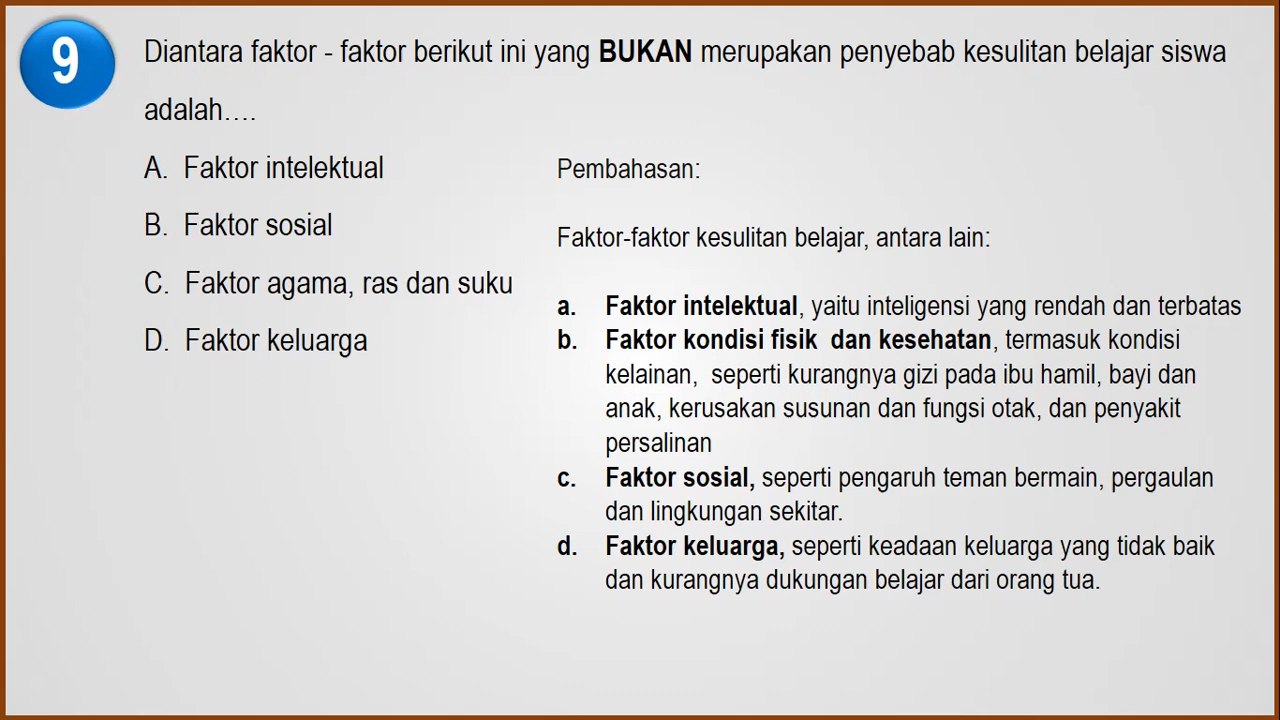 9
Diantara faktor - faktor berikut ini yang BUKAN merupakan penyebab kesulitan belajar siswa
adalah....
A. Faktor intelektual
B. Faktor sosial
C. Faktor agama, ras dan suku
D. Faktor keluarga
Pembahasan:
Faktor-faktor kesulitan belajar, antara lain:
a. Faktor intelektual, yaitu inteligensi yang rendah dan terbatas
b. Faktor kondisi fisik dan kesehatan, termasuk kondisi
kelainan, seperti kurangnya gizi pada ibu hamil, bayi dan
anak, kerusakan susunan dan fungsi otak, dan penyakit
persalinan
c. Faktor sosial, seperti pengaruh teman bermain, pergaulan
dan lingkungan sekitar.
d. Faktor keluarga, seperti keadaan keluarga yang tidak baik
dan kurangnya dukungan belajar dari orang tua.